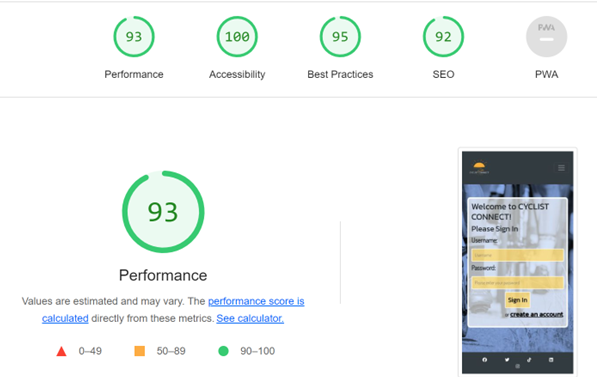 93
100
95
92
PWA
Performance
Accessibility
Best Practices
SEO
PWA
93
Performance
Values are estimated and may vary. The performance score is
calculated directly from these metrics. See calculator.
0–49
50–89
90–100
Welcome to CYCLIST
CONNECT!
Please Sign In
Username:
Username
Password:
Sign In
create an account